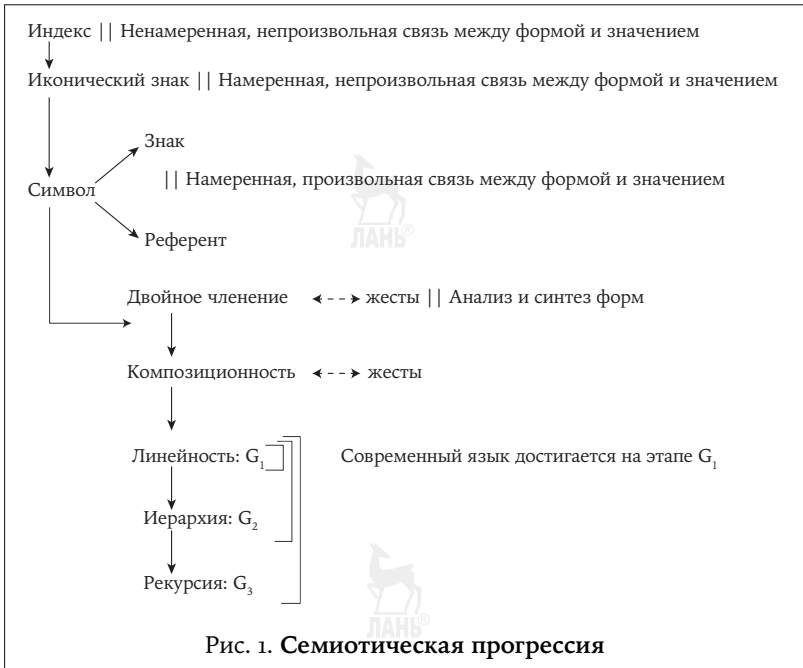 Индекс || Ненамеренная, непроизвольная связь между формой и значением
Иконический знак || Намеренная, непроизвольная связь между формой и значением
Знак
|| Намеренная, произвольная связь между формой и значением
Символ
ЛАНЬ®
Референт
Двойное членение жесты || Анализ и синтез форм
Композиционность жесты
Линейность: G₁ Современный язык достигается на этапе G₁
Иерархия: G₂
Рекурсия: G₃
ЛАНЬ®
Рис. 1. Семиотическая прогрессия